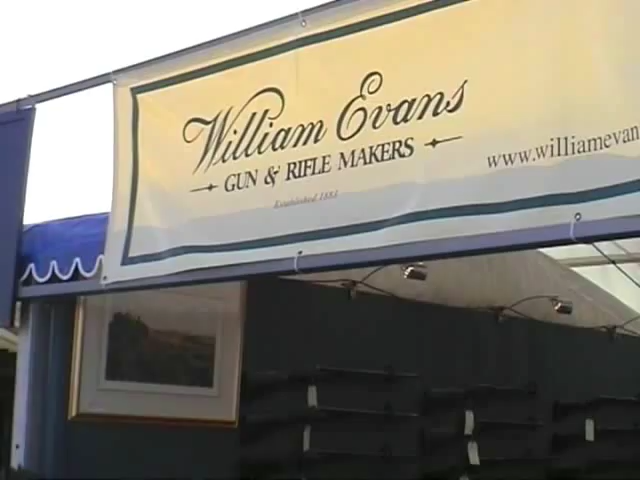 William Evans
GUN & RIFLE MAKERS
Established 1883
www.williamevan